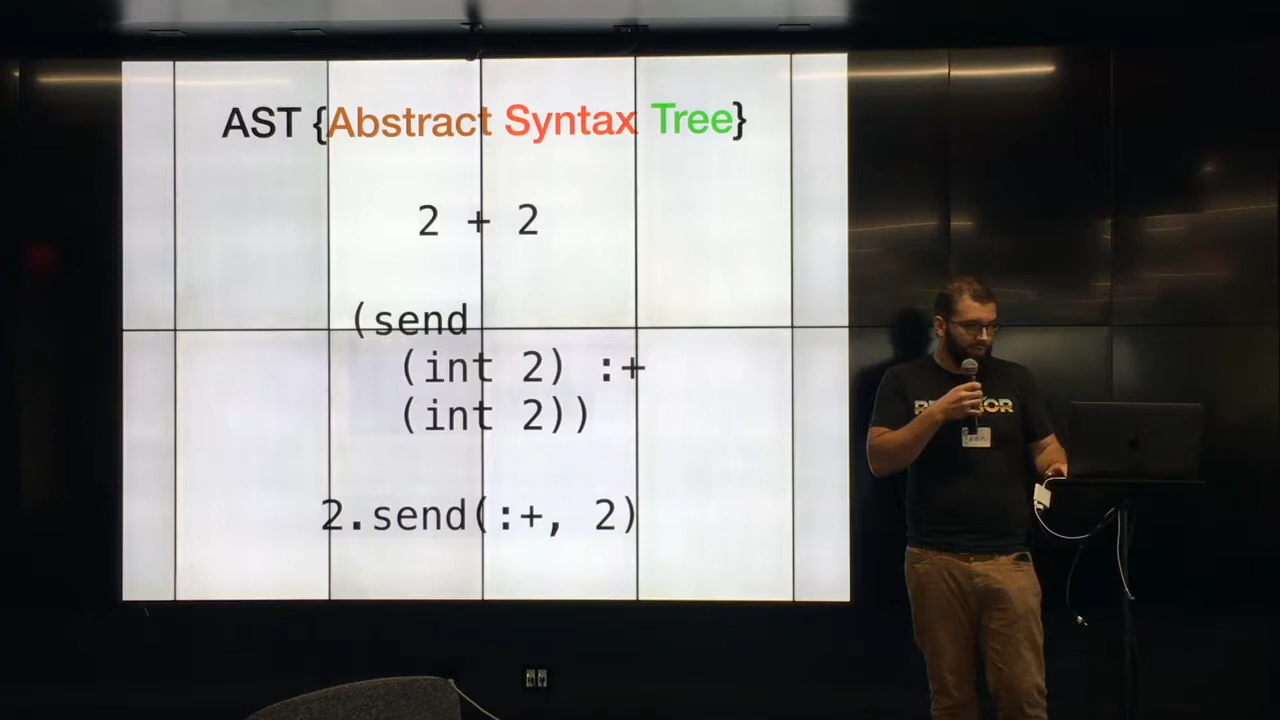 AST {Abstract Syntax Tree}
2 + 2
(send
(int 2) :+
(int 2))
2.send(:+, 2)